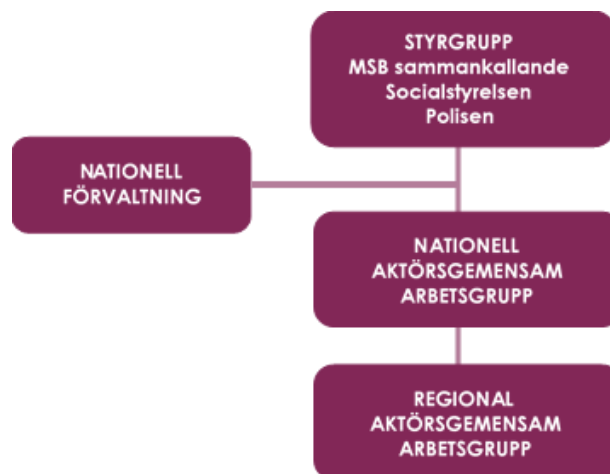 STYRGRUPP
MSB sammankallande
Socialstyrelsen
Polisen
NATIONELL
FÖRVALTNING
NATIONELL
AKTÖRSGEMENSAM
ARBETSGRUPP
REGIONAL
AKTÖRSGEMENSAM
ARBETSGRUPP